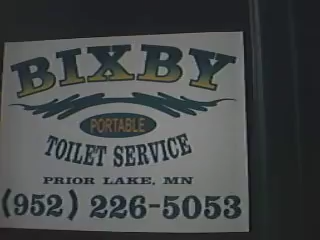 BIXBY
PORTABLE
TOILET SERVICE
PRIOR LAKE, MN
(952) 226-5053